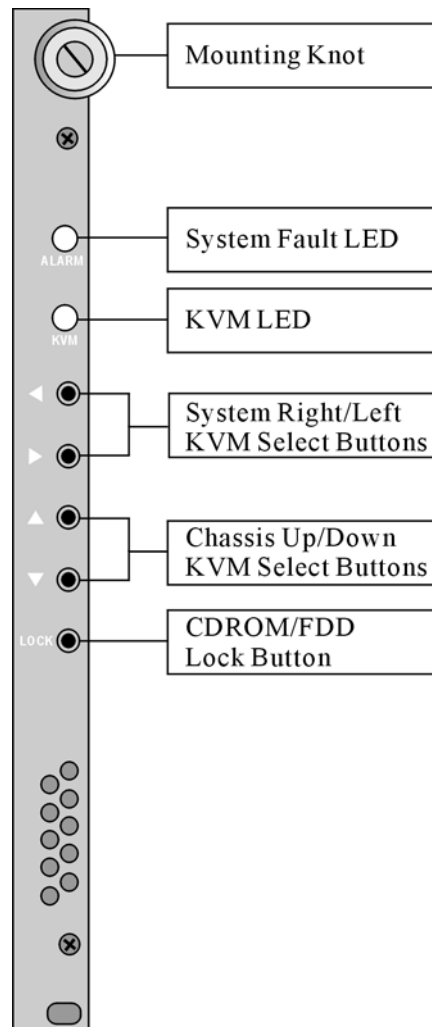 Mounting Knot
System Fault LED
ALARM
KVM LED
KVM
System Right/Left
KVM Select Buttons
Chassis Up/Down
KVM Select Buttons
CDROM/FDD
Lock Button
LOCK